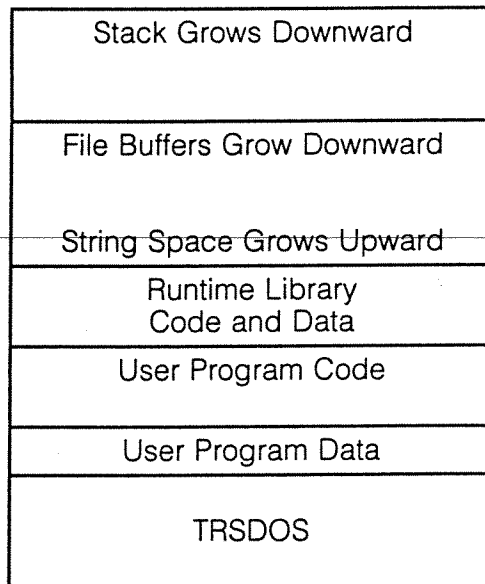 Stack Grows Downward
File Buffers Grow Downward
String Space Grows Upward
Runtime Library
Code and Data
User Program Code
User Program Data
TRSDOS